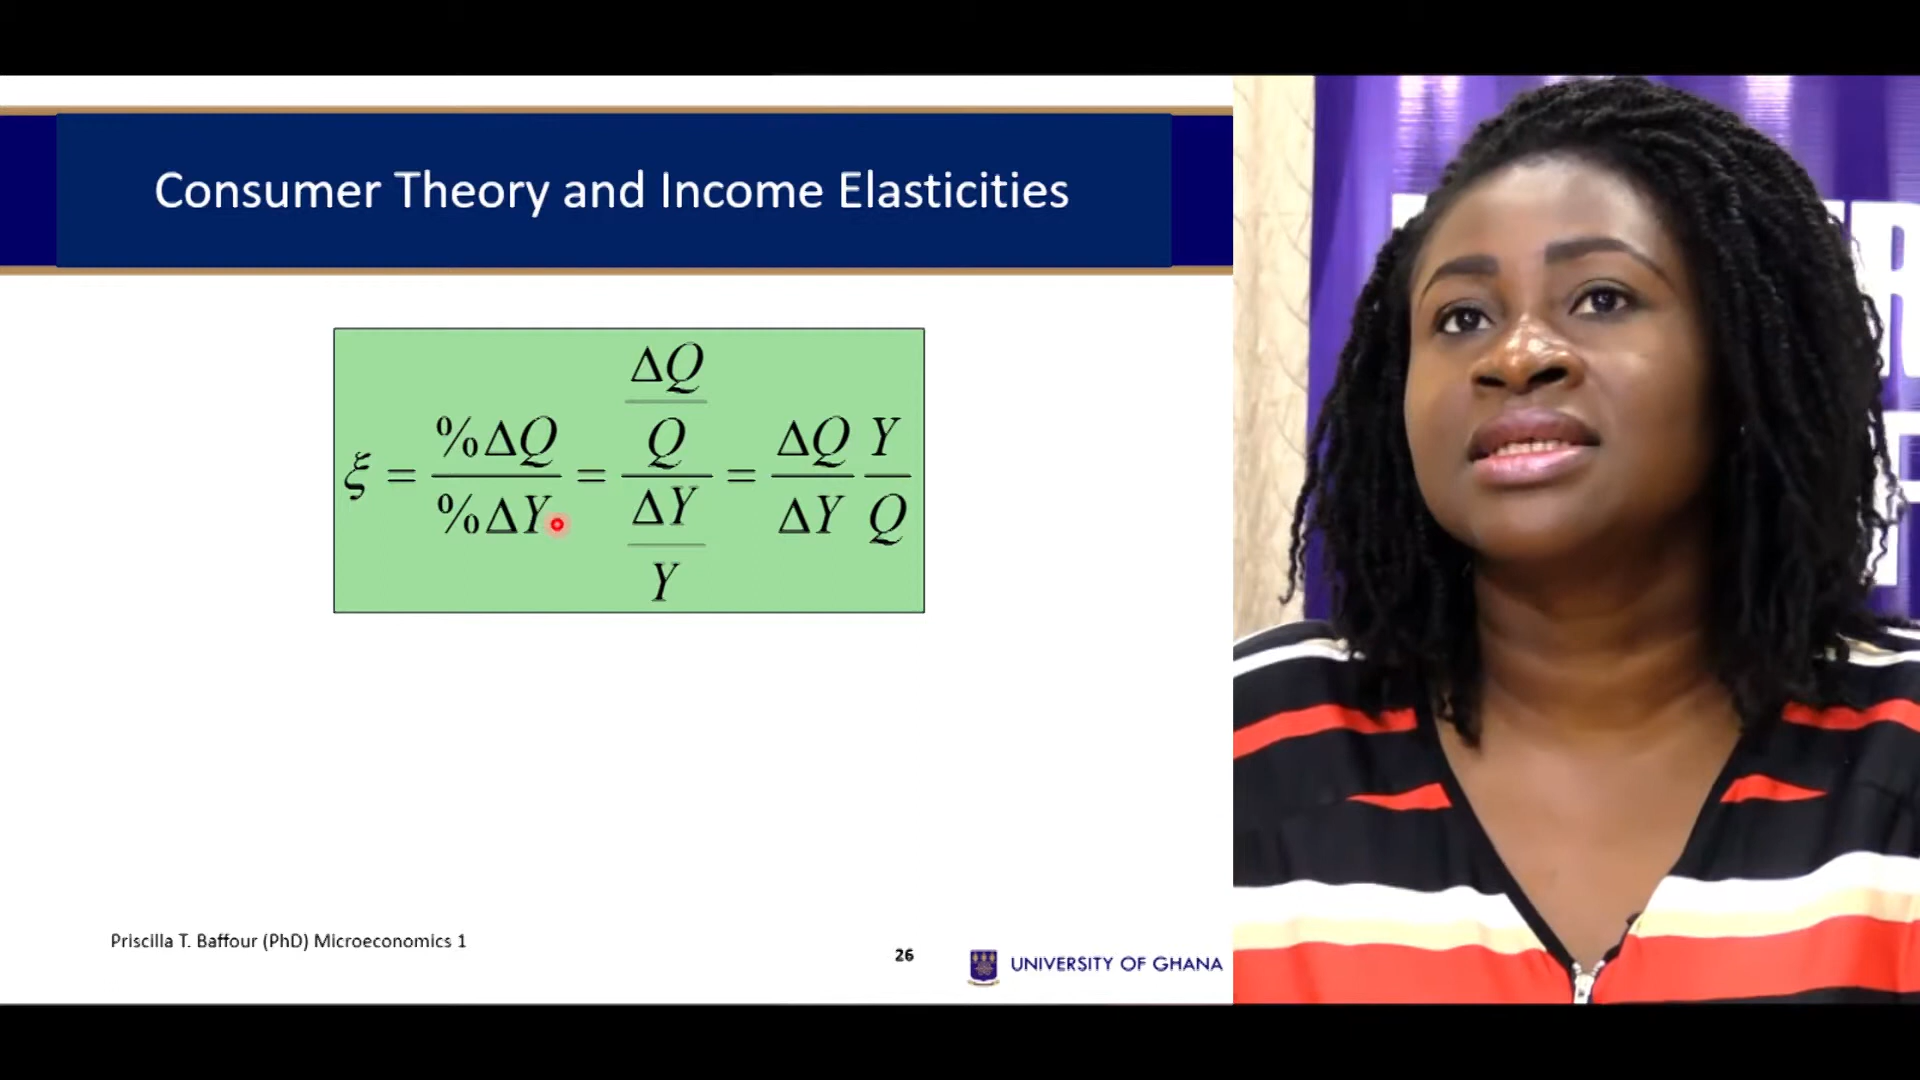 Consumer Theory and Income Elasticities
ξ = %ΔQ / %ΔY = (ΔQ / Q) / (ΔY / Y) = ΔQ / ΔY Y / Q
Priscilla T. Baffour (PhD) Microeconomics 1
26
UNIVERSITY OF GHANA